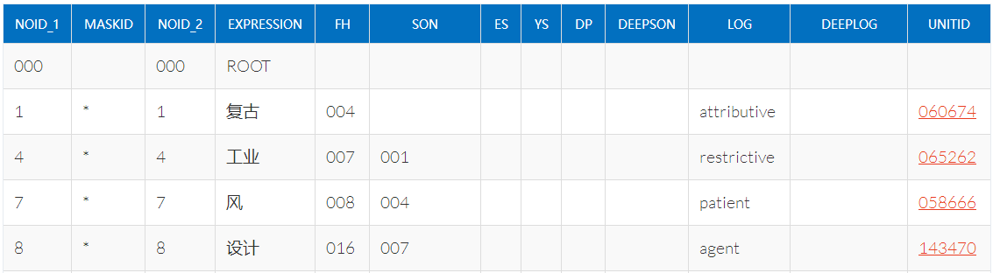 NOID_1 MASKID NOID_2 EXPRESSION FH SON ES YS DP DEEPSON LOG DEEPLOG UNITID
000 000 ROOT
1 * 1 复古 004 attributive 060674
4 * 4 工业 007 001 restrictive 065262
7 * 7 风 008 004 patient 058666
8 * 8 设计 016 007 agent 143470